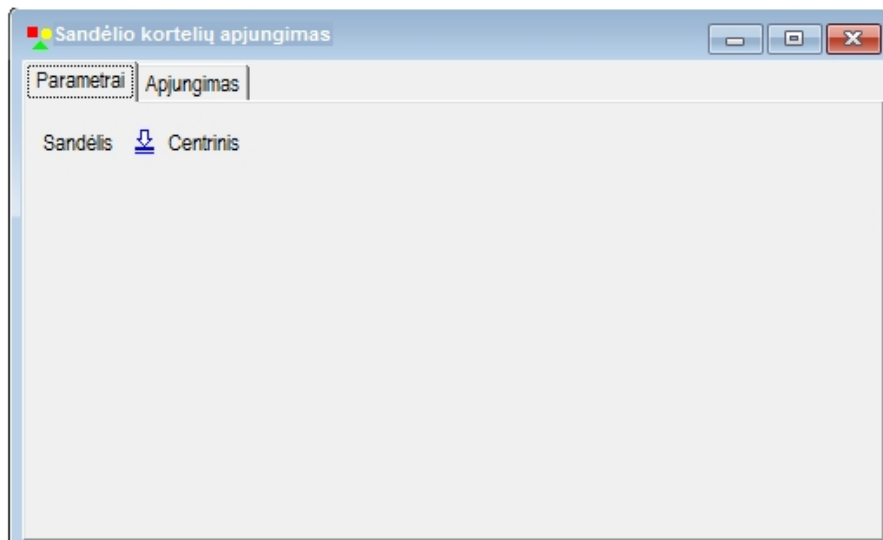 Sandėlio kortelių apjungimas
Parametrai Apjungimas
Sandėlis Centrinis